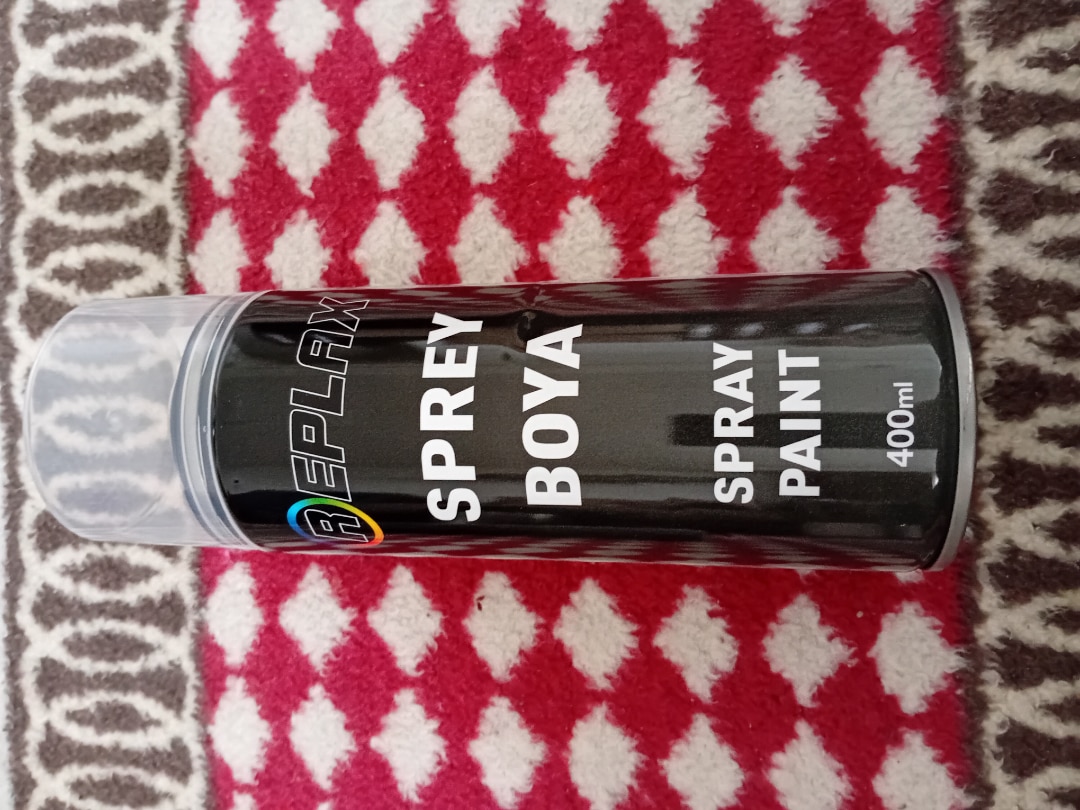 REPLAX
SPREY
BOYA
SPRAY
PAINT
400ml